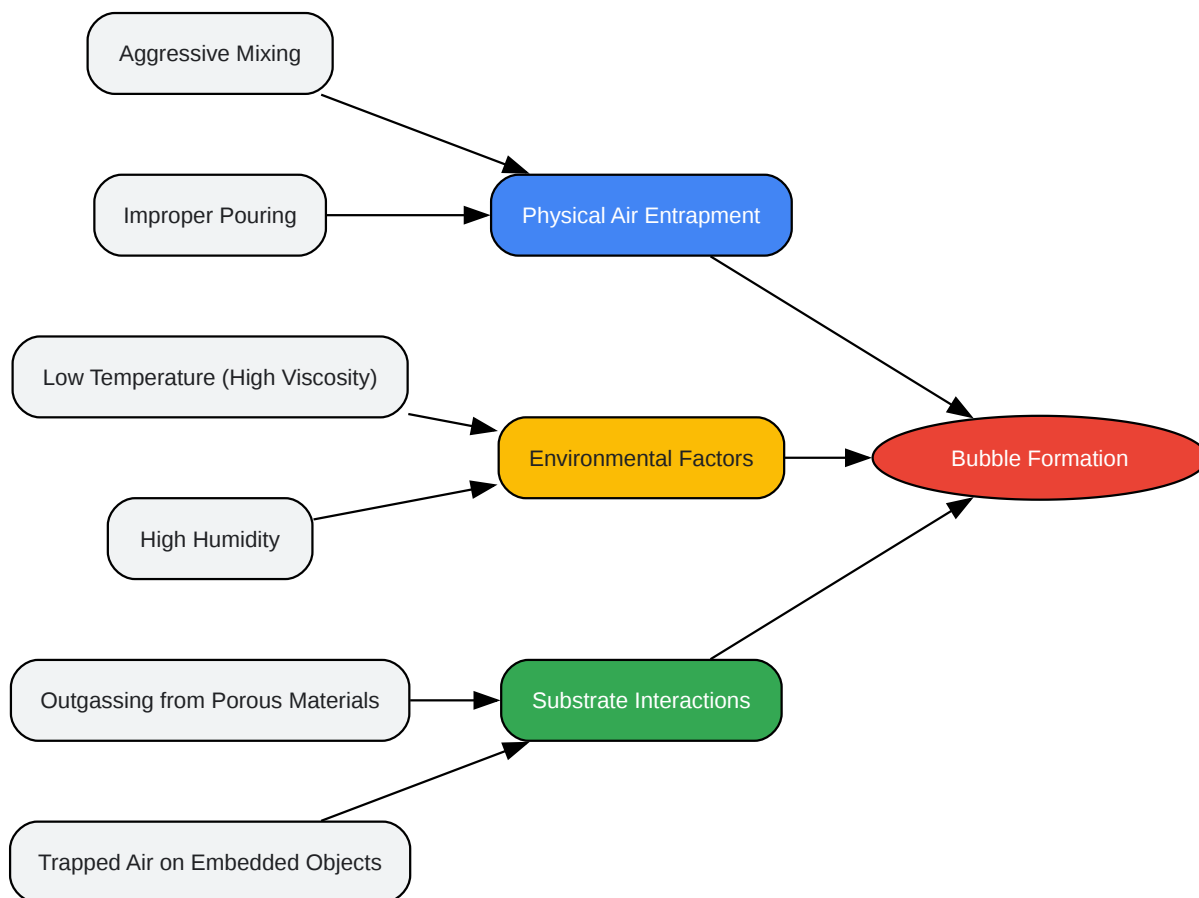 Aggressive Mixing
Improper Pouring
Physical Air Entrapment
Low Temperature (High Viscosity)
Environmental Factors
Bubble Formation
High Humidity
Outgassing from Porous Materials
Substrate Interactions
Trapped Air on Embedded Objects